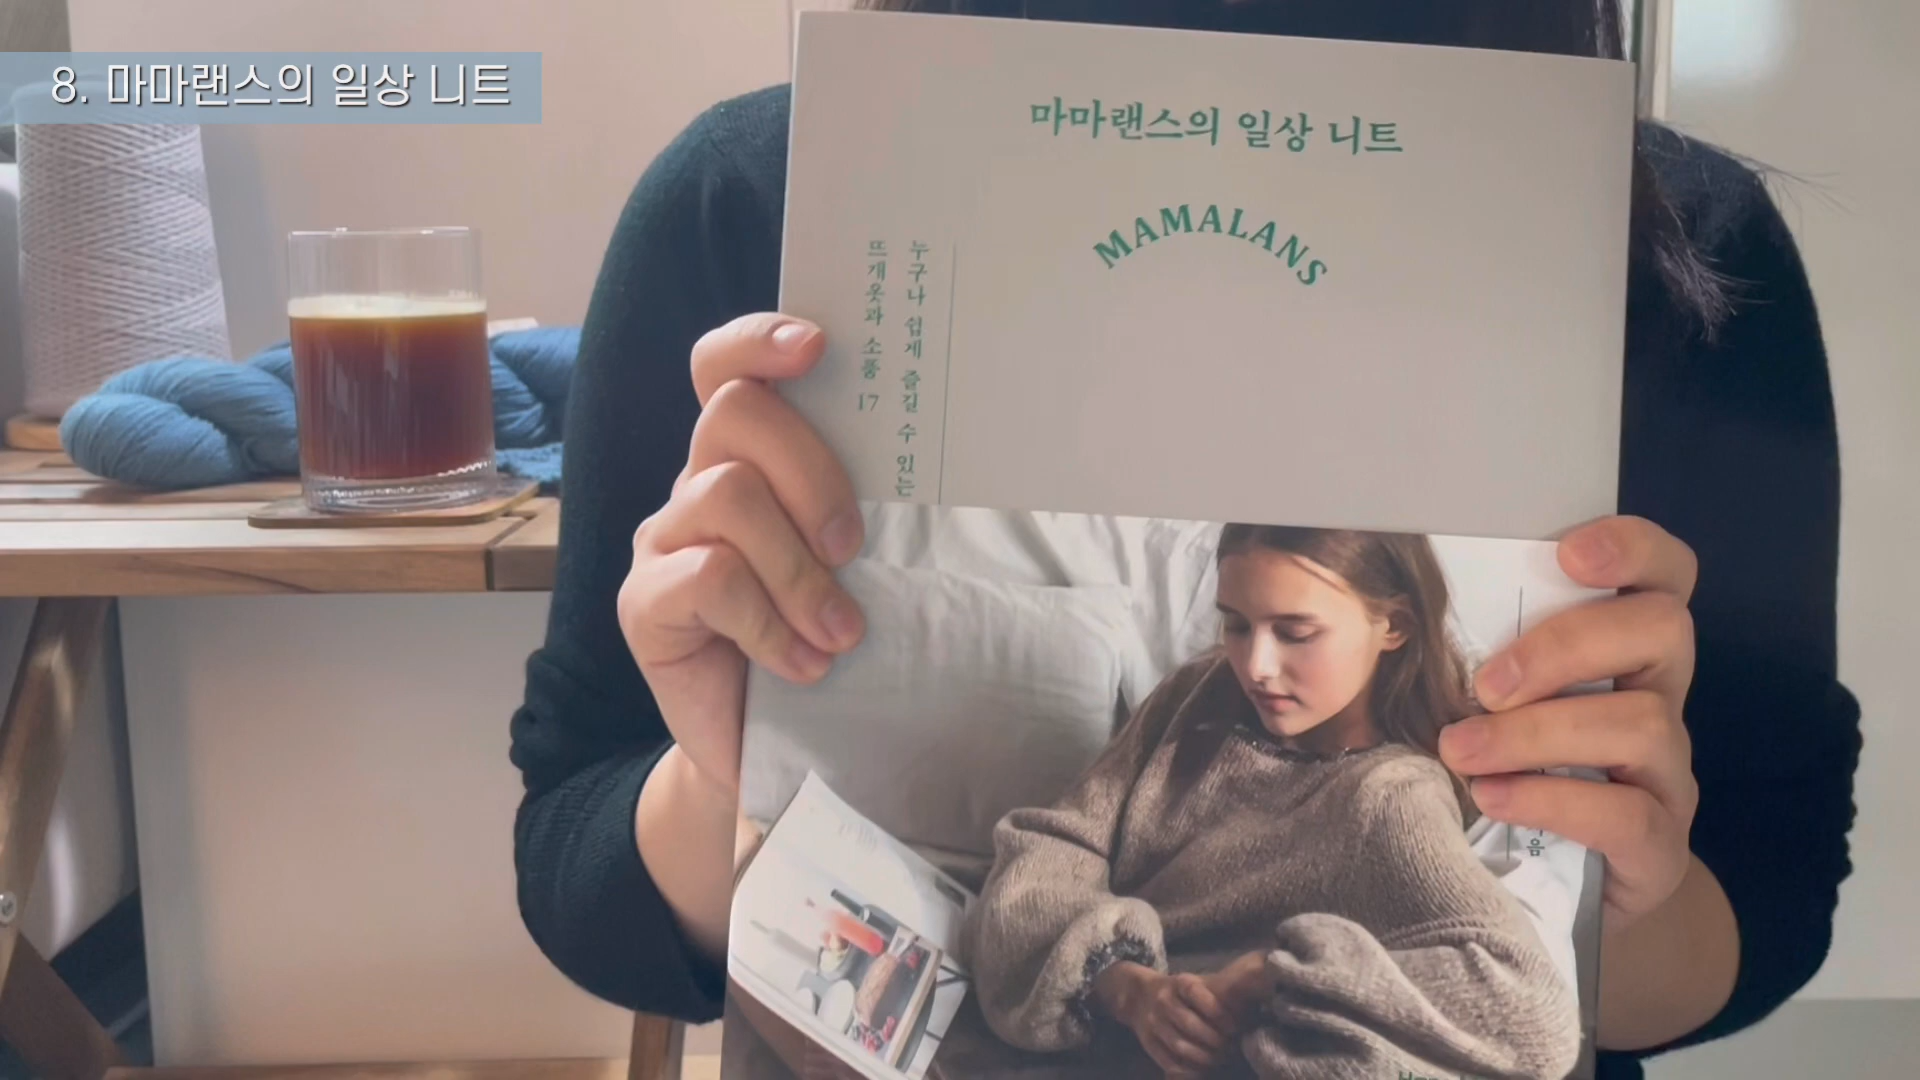 8. 마마랜스의 일상 니트
마마랜스의 일상 니트
MAMALANS
누구나 쉽게 즐길 수 있는
뜨개옷과 소품 17